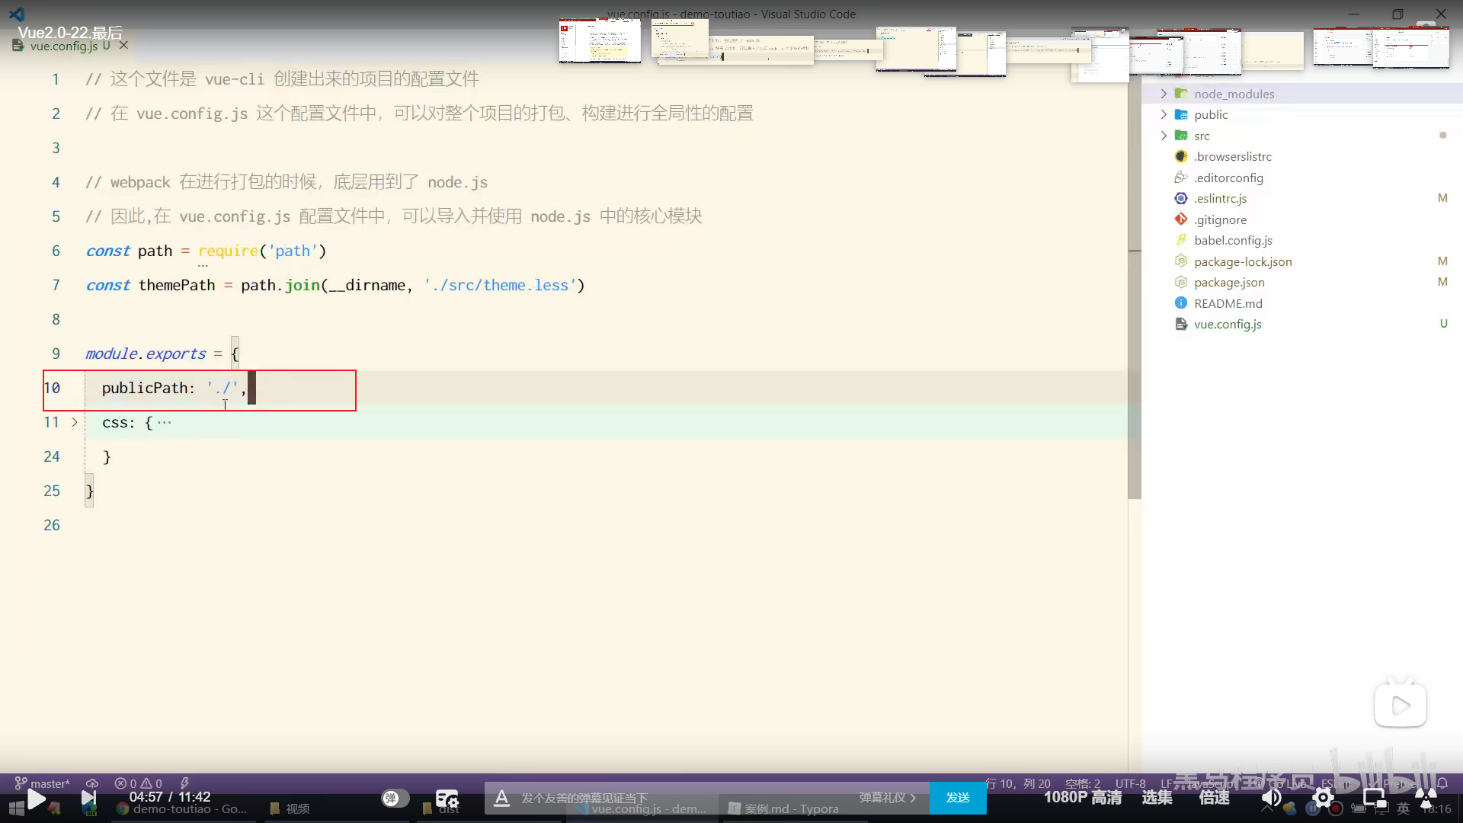 vue.config.js - demo-toutiao - Visual Studio Code
Vue2.0-22.最后
vue.config.js U
1 // 这个文件是 vue-cli 创建出来的项目的配置文件
2 // 在 vue.config.js 这个配置文件中，可以对整个项目的打包、构建进行全局性的配置
3
4 // webpack 在进行打包的时候，底层用到了 node.js
5 // 因此,在 vue.config.js 配置文件中，可以导入并使用 node.js 中的核心模块
6 const path = require('path')
7 const themePath = path.join(__dirname, './src/theme.less')
8
9 module.exports = {
10 publicPath: './',
11 css: {···
24 }
25 }
26
node_modules
public
src
.browserslistrc
.editorconfig
.eslintrc.js M
.gitignore
babel.config.js
package-lock.json M
package.json M
README.md
vue.config.js U
master* 0 0
行 10，列 20 空格: 2 UTF-8
黑马程序员 bilibili
04:57 / 11:42
弹
发个友善的弹幕见证当下
弹幕礼仪
发送
1080P 高清
选集
倍速
demo-toutiao - Go...
视频
dist
vue.config.js - dem...
案例.md - Typora
英
18:16